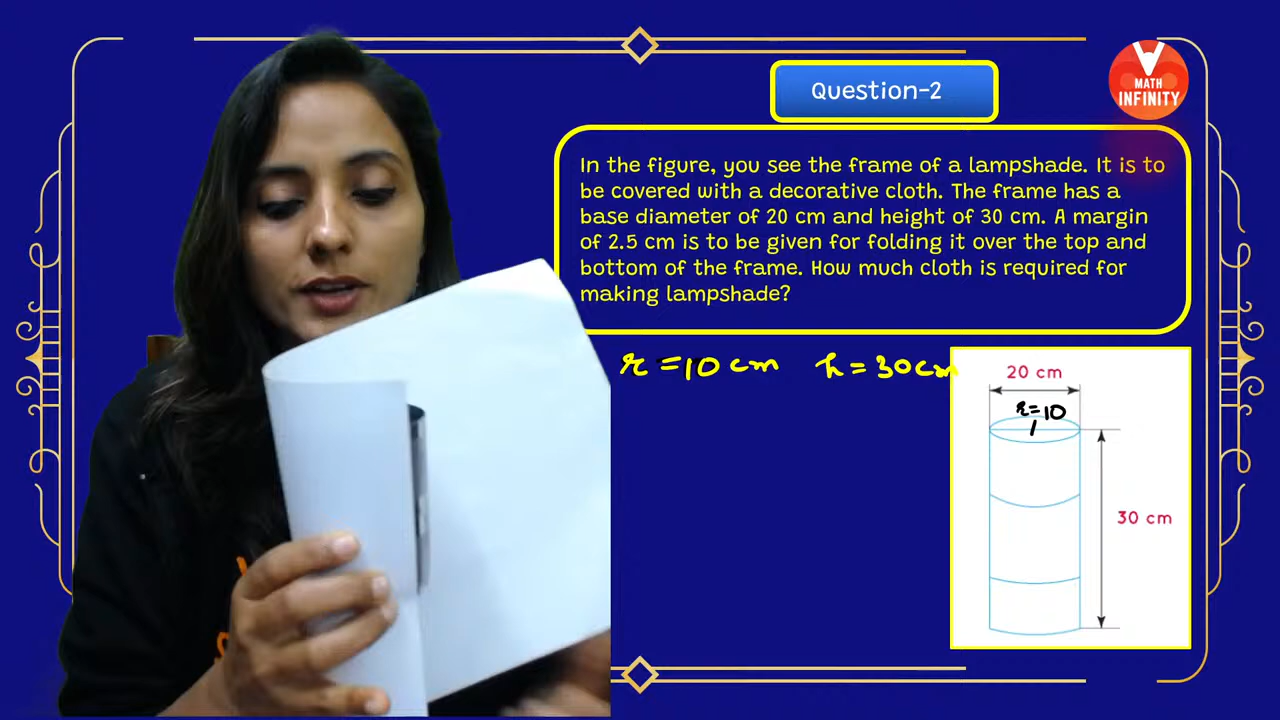 Question-2
MATH
INFINITY
In the figure, you see the frame of a lampshade. It is to
be covered with a decorative cloth. The frame has a
base diameter of 20 cm and height of 30 cm. A margin
of 2.5 cm is to be given for folding it over the top and
bottom of the frame. How much cloth is required for
making lampshade?
r = 10 cm h = 30 cm
20 cm
r = 10
30 cm